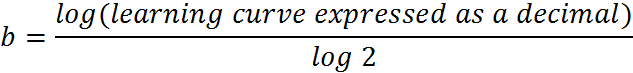 b = log(learning curve expressed as a decimal) / log 2